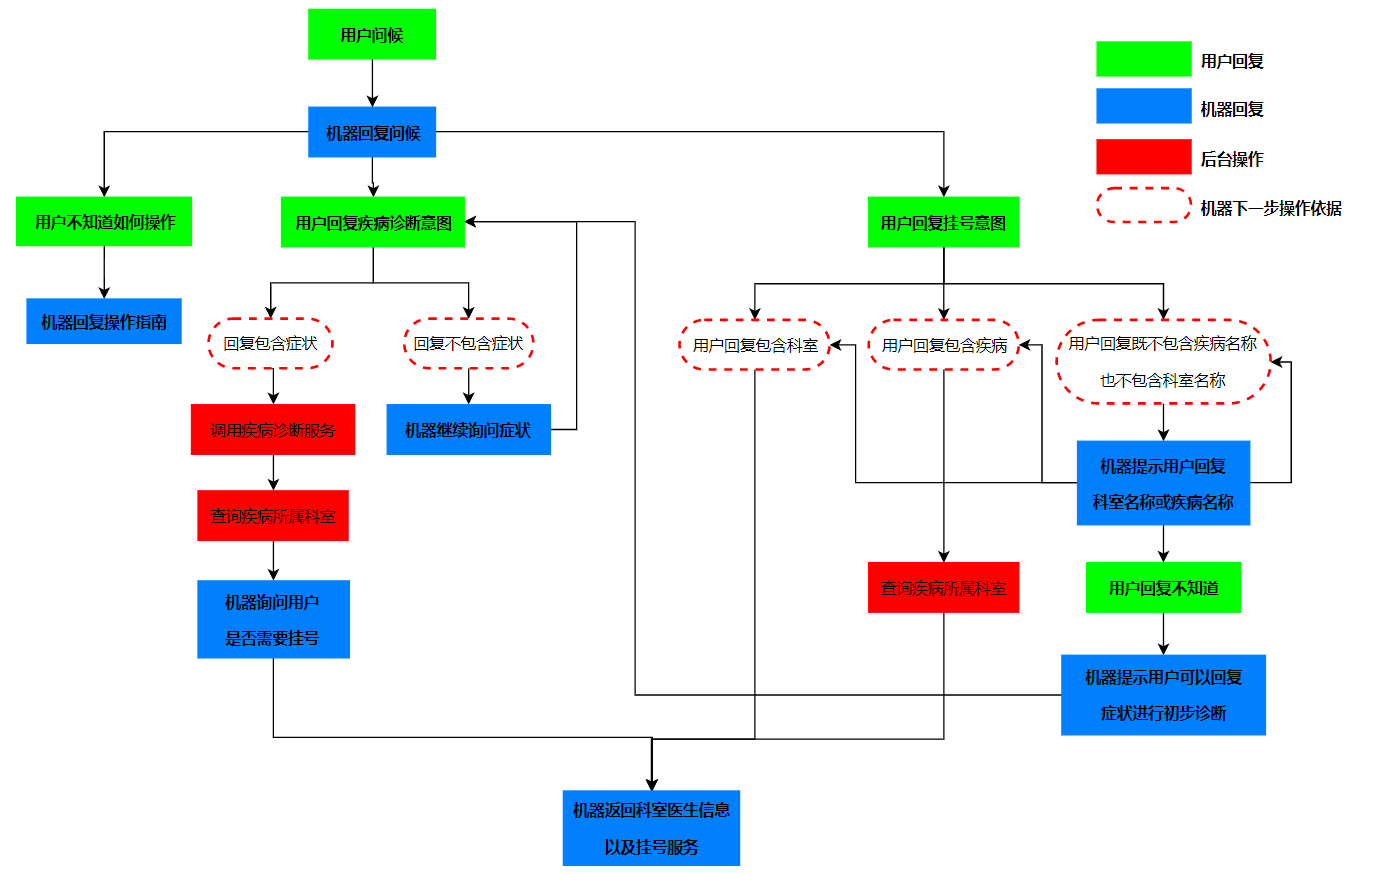 用户问候
用户回复
机器回复
机器回复问候
后台操作
机器下一步操作依据
用户不知道如何操作
用户回复疾病诊断意图
用户回复挂号意图
机器回复操作指南
回复包含症状
回复不包含症状
用户回复包含科室
用户回复包含疾病
用户回复既不包含疾病名称
也不包含科室名称
调用疾病诊断服务
机器继续询问症状
机器提示用户回复
科室名称或疾病名称
查询疾病所属科室
机器询问用户
是否需要挂号
查询疾病所属科室
用户回复不知道
机器提示用户可以回复
症状进行初步诊断
机器返回科室医生信息
以及挂号服务